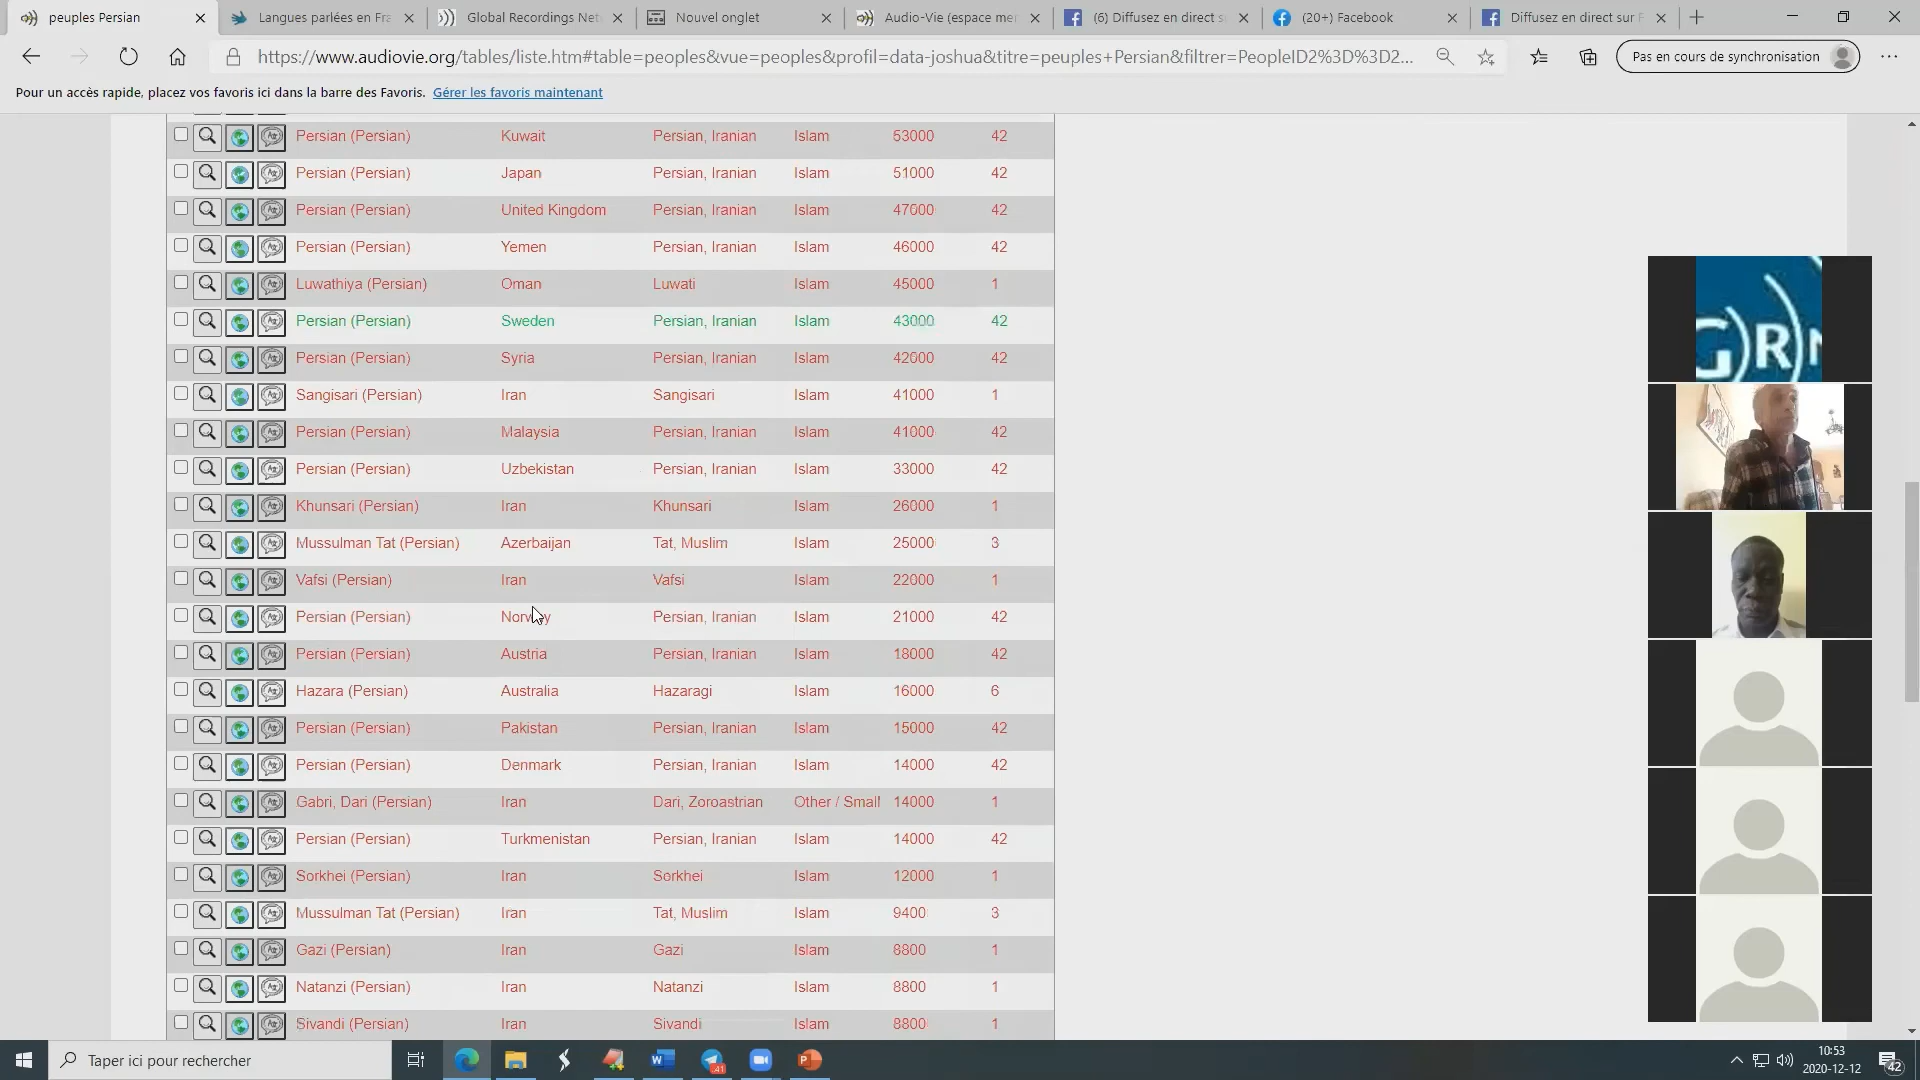 peuples Persian
Langues parlées en Fra
Global Recordings Net
Nouvel onglet
Audio-Vie (espace mer
(6) Diffusez en direct s
(20+) Facebook
Diffusez en direct sur F
https://www.audiovie.org/tables/liste.htm#table=peoples&vue=peoples&profil=data-joshua&titre=peuples+Persian&filtrer=PeopleID2%3D%3D2...
Pas en cours de synchronisation
Pour un accès rapide, placez vos favoris ici dans la barre des Favoris. Gérer les favoris maintenant
Persian (Persian) Kuwait Persian, Iranian Islam 53000 42
Persian (Persian) Japan Persian, Iranian Islam 51000 42
Persian (Persian) United Kingdom Persian, Iranian Islam 47000 42
Persian (Persian) Yemen Persian, Iranian Islam 46000 42
Luwathiya (Persian) Oman Luwati Islam 45000 1
Persian (Persian) Sweden Persian, Iranian Islam 43000 42
Persian (Persian) Syria Persian, Iranian Islam 42000 42
Sangisari (Persian) Iran Sangisari Islam 41000 1
Persian (Persian) Malaysia Persian, Iranian Islam 41000 42
Persian (Persian) Uzbekistan Persian, Iranian Islam 33000 42
Khunsari (Persian) Iran Khunsari Islam 26000 1
Mussulman Tat (Persian) Azerbaijan Tat, Muslim Islam 25000 3
Vafsi (Persian) Iran Vafsi Islam 22000 1
Persian (Persian) Norway Persian, Iranian Islam 21000 42
Persian (Persian) Austria Persian, Iranian Islam 18000 42
Hazara (Persian) Australia Hazaragi Islam 16000 6
Persian (Persian) Pakistan Persian, Iranian Islam 15000 42
Persian (Persian) Denmark Persian, Iranian Islam 14000 42
Gabri, Dari (Persian) Iran Dari, Zoroastrian Other / Small 14000 1
Persian (Persian) Turkmenistan Persian, Iranian Islam 14000 42
Sorkhei (Persian) Iran Sorkhei Islam 12000 1
Mussulman Tat (Persian) Iran Tat, Muslim Islam 9400 3
Gazi (Persian) Iran Gazi Islam 8800 1
Natanzi (Persian) Iran Natanzi Islam 8800 1
Sivandi (Persian) Iran Sivandi Islam 8800 1
GRN
Taper ici pour rechercher
41
10:53
2020-12-12
42